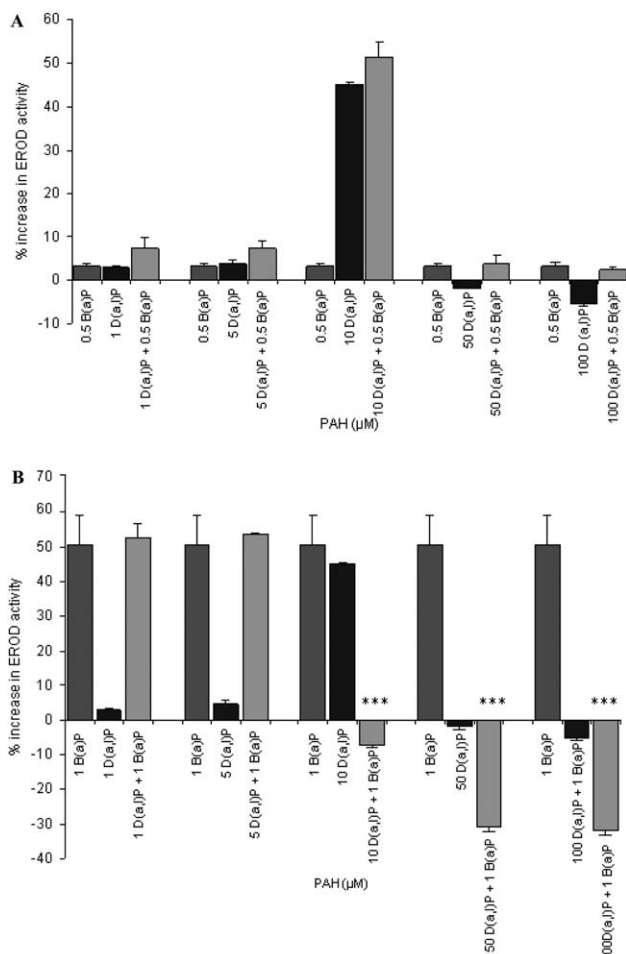 A
% increase in EROD activity
60
50
40
30
20
10
0
-10
0.5 B(a)P
1 D(a,l)P
1 D(a,l)P + 0.5 B(a)P
0.5 B(a)P
5 D(a,l)P
5 D(a,l)P + 0.5 B(a)P
0.5 B(a)P
10 D(a,l)P
10 D(a,l)P + 0.5 B(a)P
0.5 B(a)P
50 D(a,l)P
50 D(a,l)P + 0.5 B(a)P
0.5 B(a)P
100 D (a,l)P
100 D(a,l)P + 0.5 B(a)P
PAH (µM)
B
% increase in EROD activity
70
60
50
40
30
20
10
0
-10
-20
-30
-40
1 B(a)P
1 D(a,l)P
1 D(a,l)P + 1 B(a)P
1 B(a)P
5 D(a,l)P
5 D(a,l)P + 1 B(a)P
1 B(a)P
10 D(a,l)P
10 D(a,l)P + 1 B(a)P
***
1 B(a)P
50 D(a,l)P
50 D(a,l)P + 1 B(a)P
***
1 B(a)P
100 D(a,l)P + 1 B(a)P
00D(a,l)P + 1 B(a)P
***
PAH (µM)